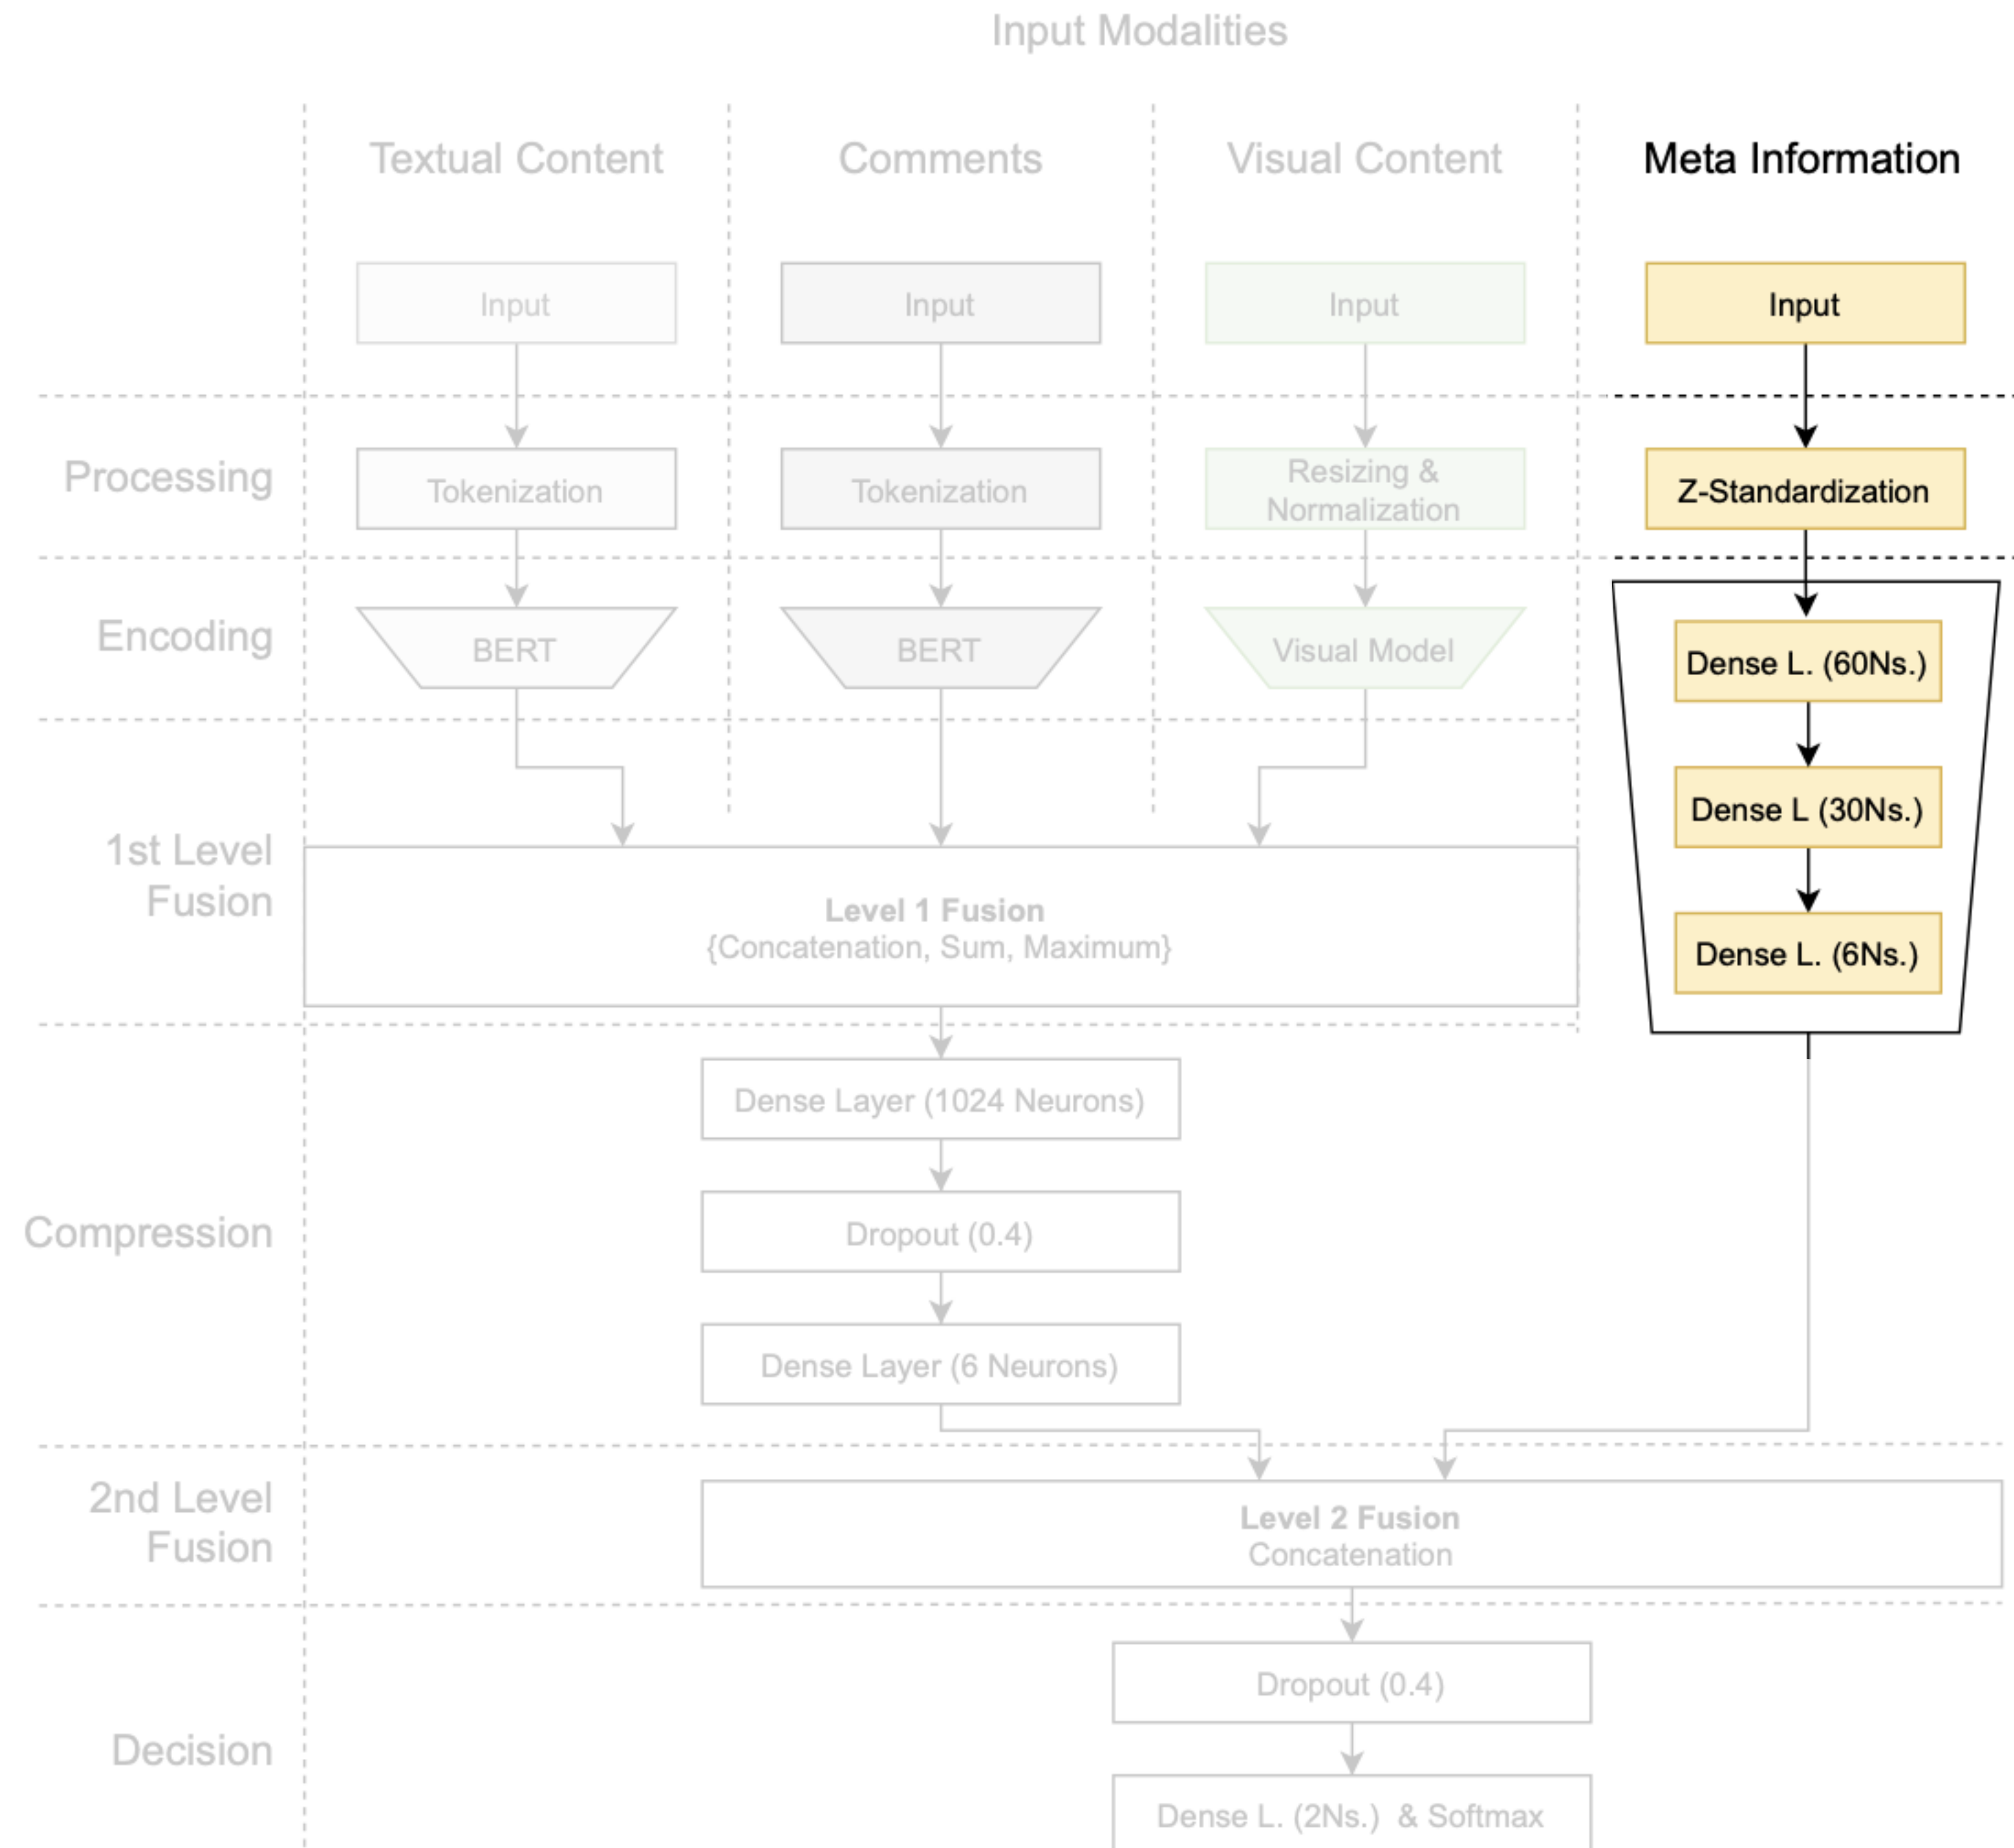 Input Modalities
Textual Content
Comments
Visual Content
Meta Information
Input
Input
Input
Input
Processing
Tokenization
Tokenization
Resizing &
Normalization
Z-Standardization
Encoding
BERT
BERT
Visual Model
Dense L. (60Ns.)
Dense L (30Ns.)
Dense L. (6Ns.)
1st Level
Fusion
Level 1 Fusion
{Concatenation, Sum, Maximum}
Compression
Dense Layer (1024 Neurons)
Dropout (0.4)
Dense Layer (6 Neurons)
2nd Level
Fusion
Level 2 Fusion
Concatenation
Decision
Dropout (0.4)
Dense L. (2Ns.) & Softmax